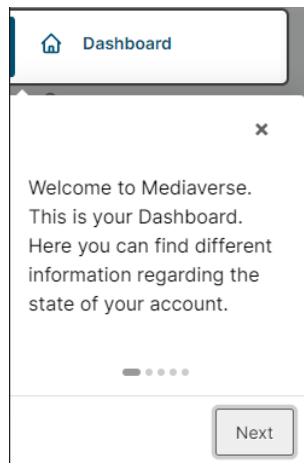 Dashboard
Welcome to Mediaverse.
This is your Dashboard.
Here you can find different
information regarding the
state of your account.
Next